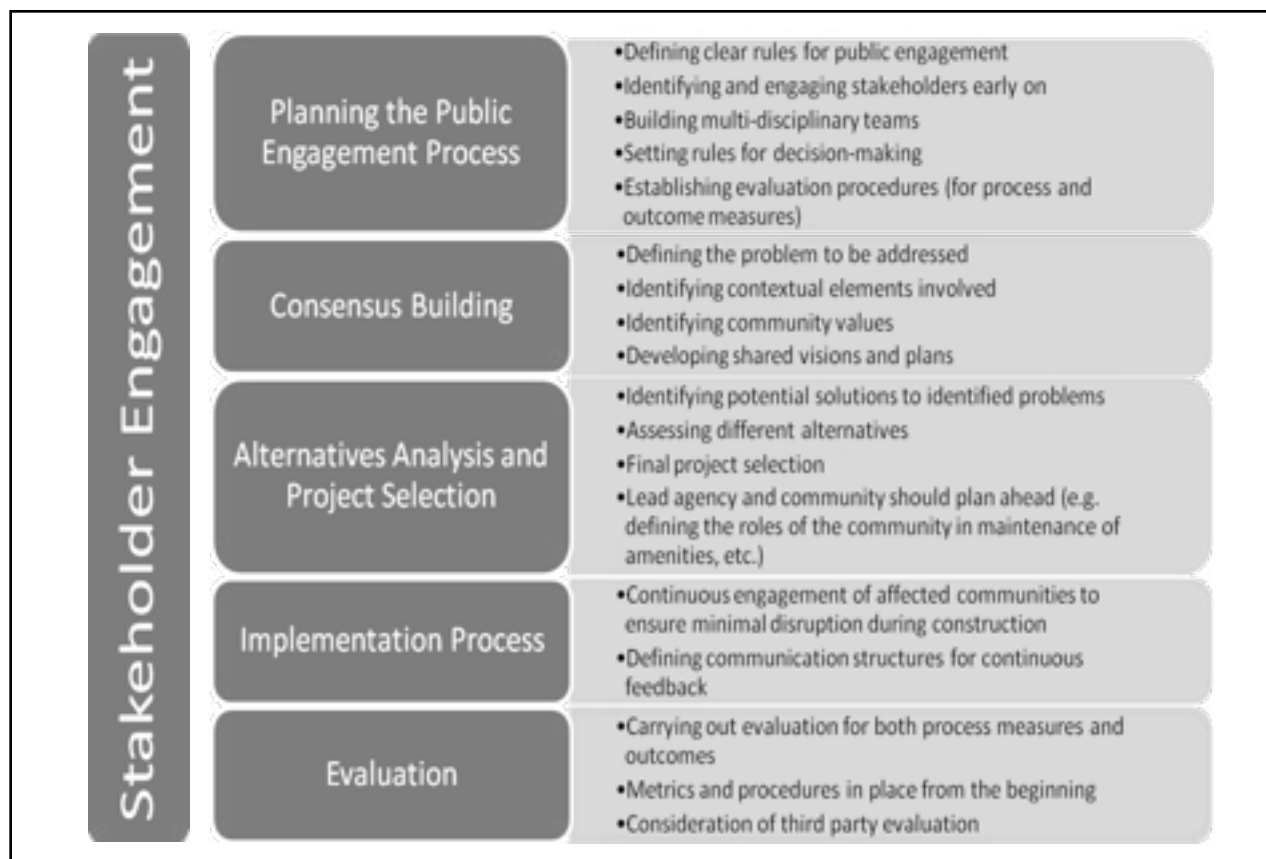 Stakeholder Engagement
Planning the Public
Engagement Process
•Defining clear rules for public engagement
•Identifying and engaging stakeholders early on
•Building multi-disciplinary teams
•Setting rules for decision-making
•Establishing evaluation procedures (for process and
outcome measures)
Consensus Building
•Defining the problem to be addressed
•Identifying contextual elements involved
•Identifying community values
•Developing shared visions and plans
Alternatives Analysis and
Project Selection
•Identifying potential solutions to identified problems
•Assessing different alternatives
•Final project selection
•Lead agency and community should plan ahead (e.g.
defining the roles of the community in maintenance of
amenities, etc.)
Implementation Process
•Continuous engagement of affected communities to
ensure minimal disruption during construction
•Defining communication structures for continuous
feedback
Evaluation
•Carrying out evaluation for both process measures and
outcomes
•Metrics and procedures in place from the beginning
•Consideration of third party evaluation